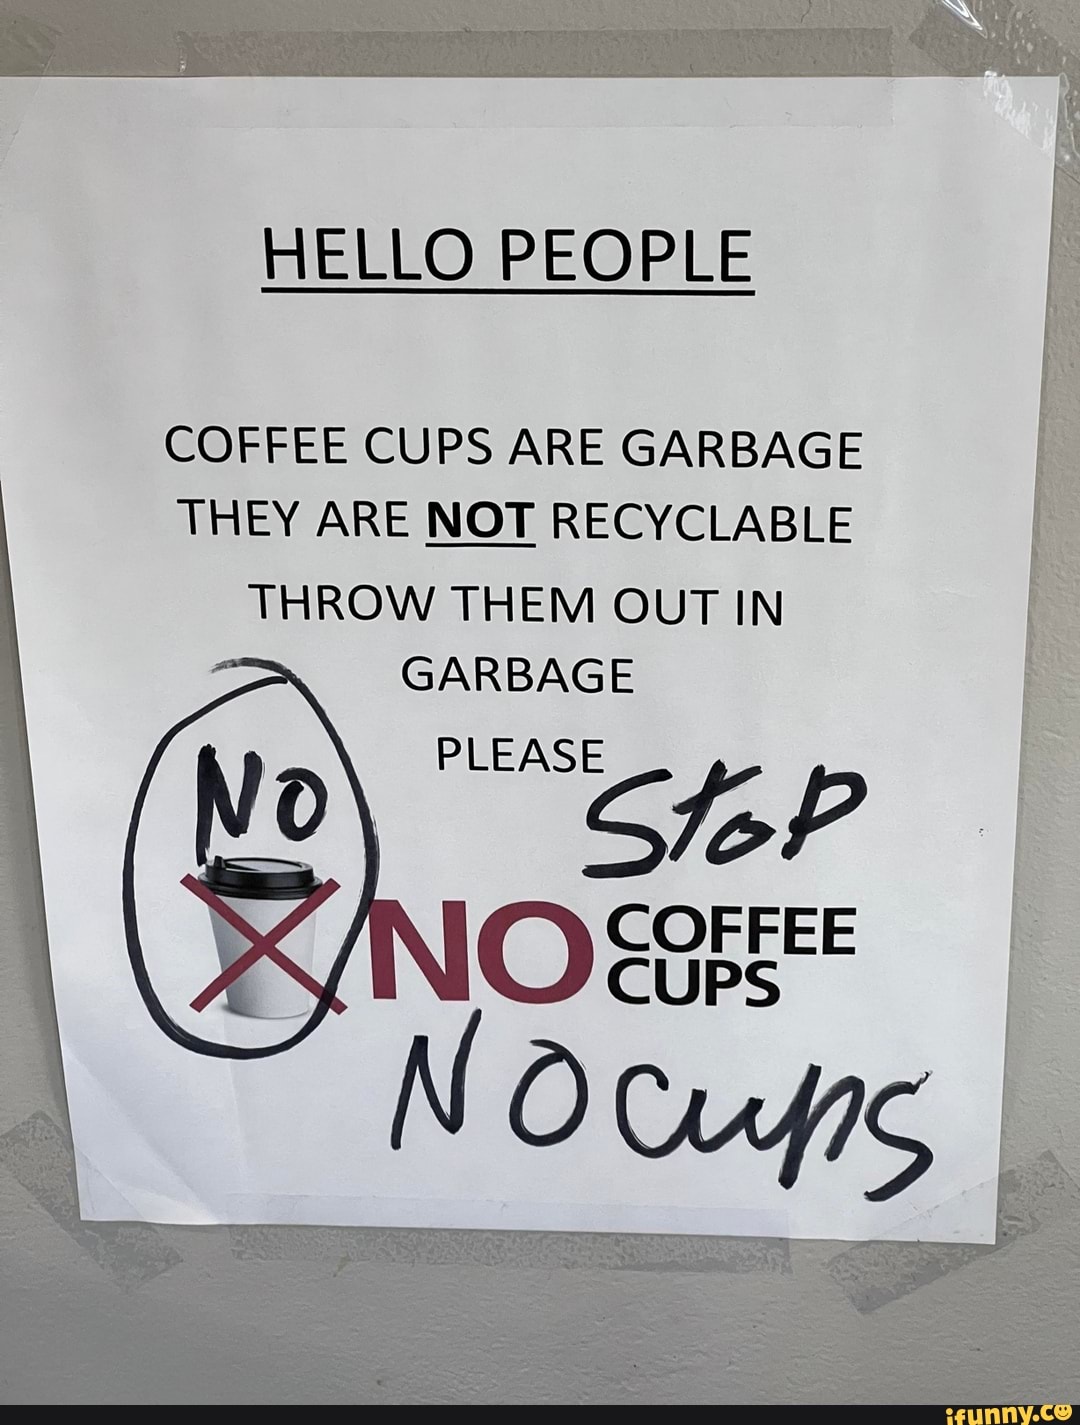 HELLO PEOPLE
COFFEE CUPS ARE GARBAGE
THEY ARE NOT RECYCLABLE
THROW THEM OUT IN
GARBAGE
PLEASE
NO
StoP
NO COFFEE
CUPS
NO cups
ifunny.co